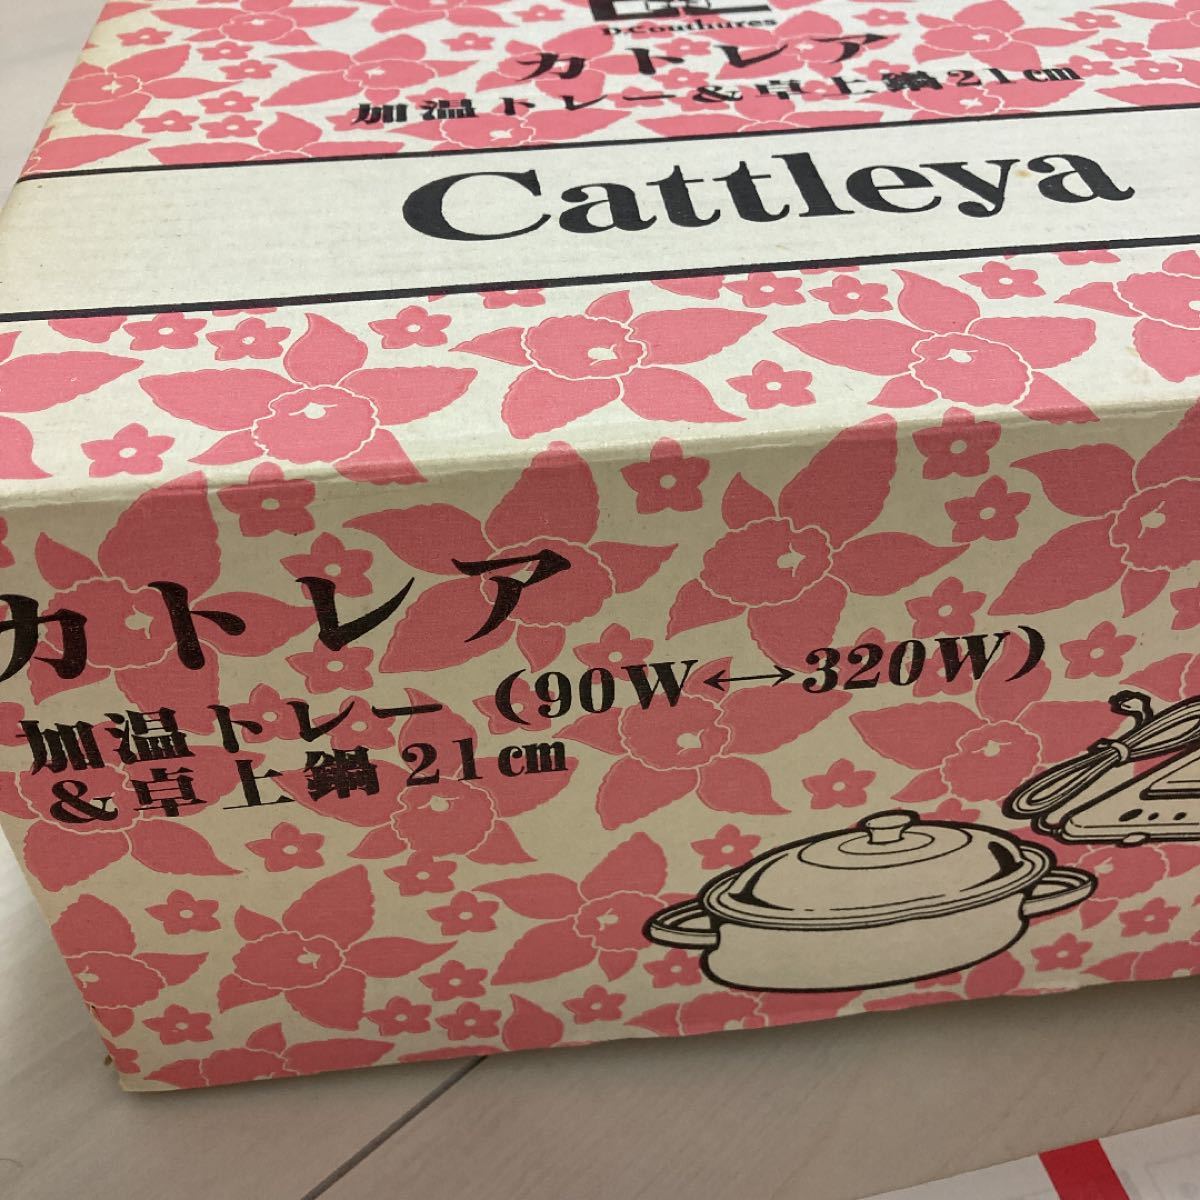 D.Couthures
カトレア
加温トレー＆卓上鍋21㎝
Cattleya
カトレア
加温トレー（90W↔320W）
＆卓上鍋21㎝